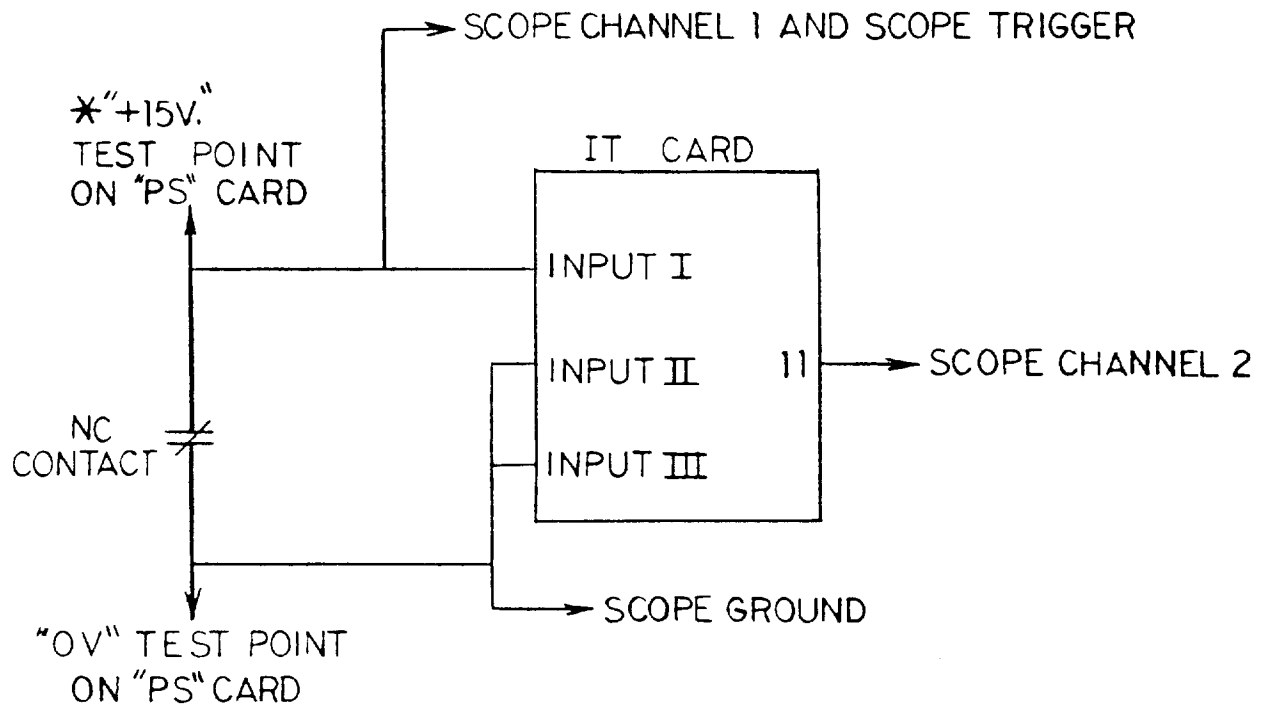 SCOPE CHANNEL 1 AND SCOPE TRIGGER
*"+15V."
TEST POINT
ON "PS" CARD
IT CARD
INPUT I
INPUT II
11
SCOPE CHANNEL 2
NC
CONTACT
INPUT III
SCOPE GROUND
"OV" TEST POINT
ON "PS" CARD